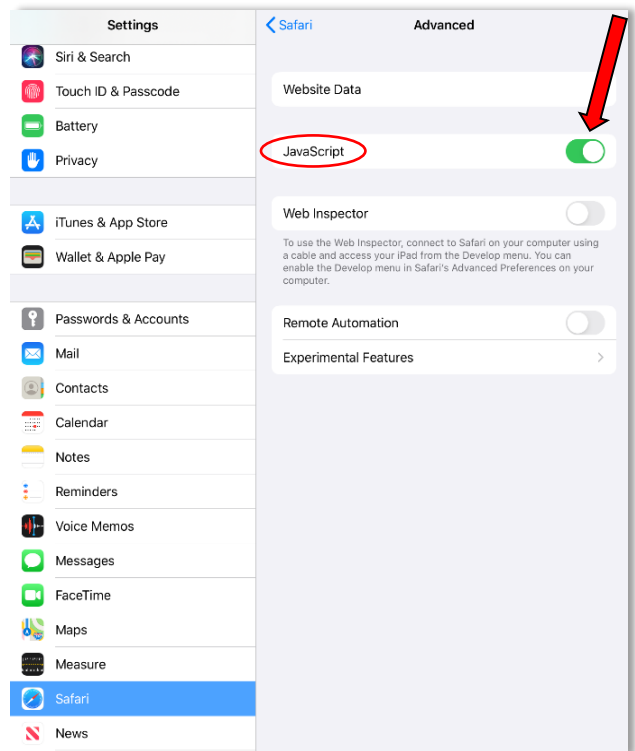 Settings
Siri & Search
Touch ID & Passcode
Battery
Privacy
iTunes & App Store
Wallet & Apple Pay
Passwords & Accounts
Mail
Contacts
Calendar
Notes
Reminders
Voice Memos
Messages
FaceTime
Maps
Measure
Safari
News
Safari
Advanced
Website Data
JavaScript
Web Inspector
To use the Web Inspector, connect to Safari on your computer using
a cable and access your iPad from the Develop menu. You can
enable the Develop menu in Safari's Advanced Preferences on your
computer.
Remote Automation
Experimental Features